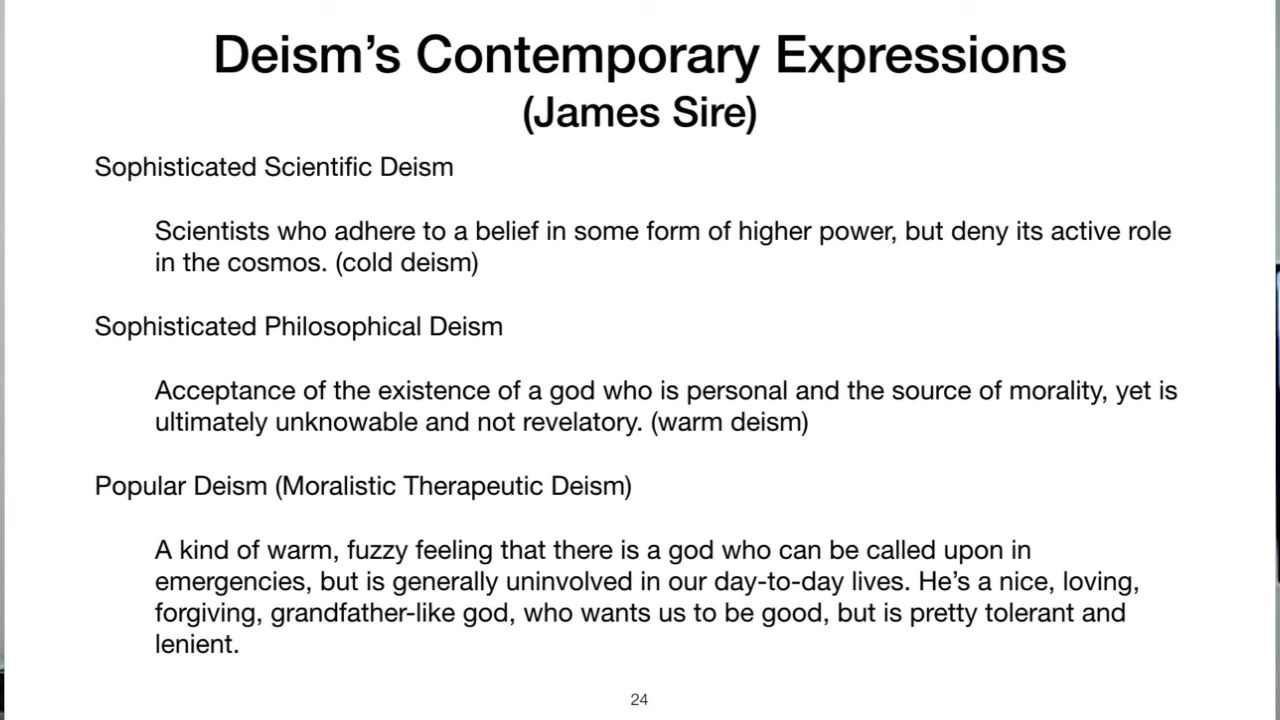 Deism’s Contemporary Expressions
(James Sire)
Sophisticated Scientific Deism
Scientists who adhere to a belief in some form of higher power, but deny its active role
in the cosmos. (cold deism)
Sophisticated Philosophical Deism
Acceptance of the existence of a god who is personal and the source of morality, yet is
ultimately unknowable and not revelatory. (warm deism)
Popular Deism (Moralistic Therapeutic Deism)
A kind of warm, fuzzy feeling that there is a god who can be called upon in
emergencies, but is generally uninvolved in our day-to-day lives. He’s a nice, loving,
forgiving, grandfather-like god, who wants us to be good, but is pretty tolerant and
lenient.
24